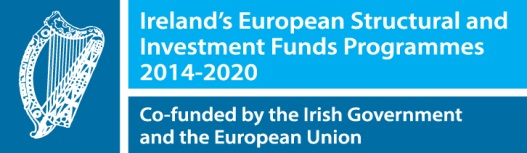 Ireland's European Structural and
Investment Funds Programmes
2014-2020
Co-funded by the Irish Government
and the European Union